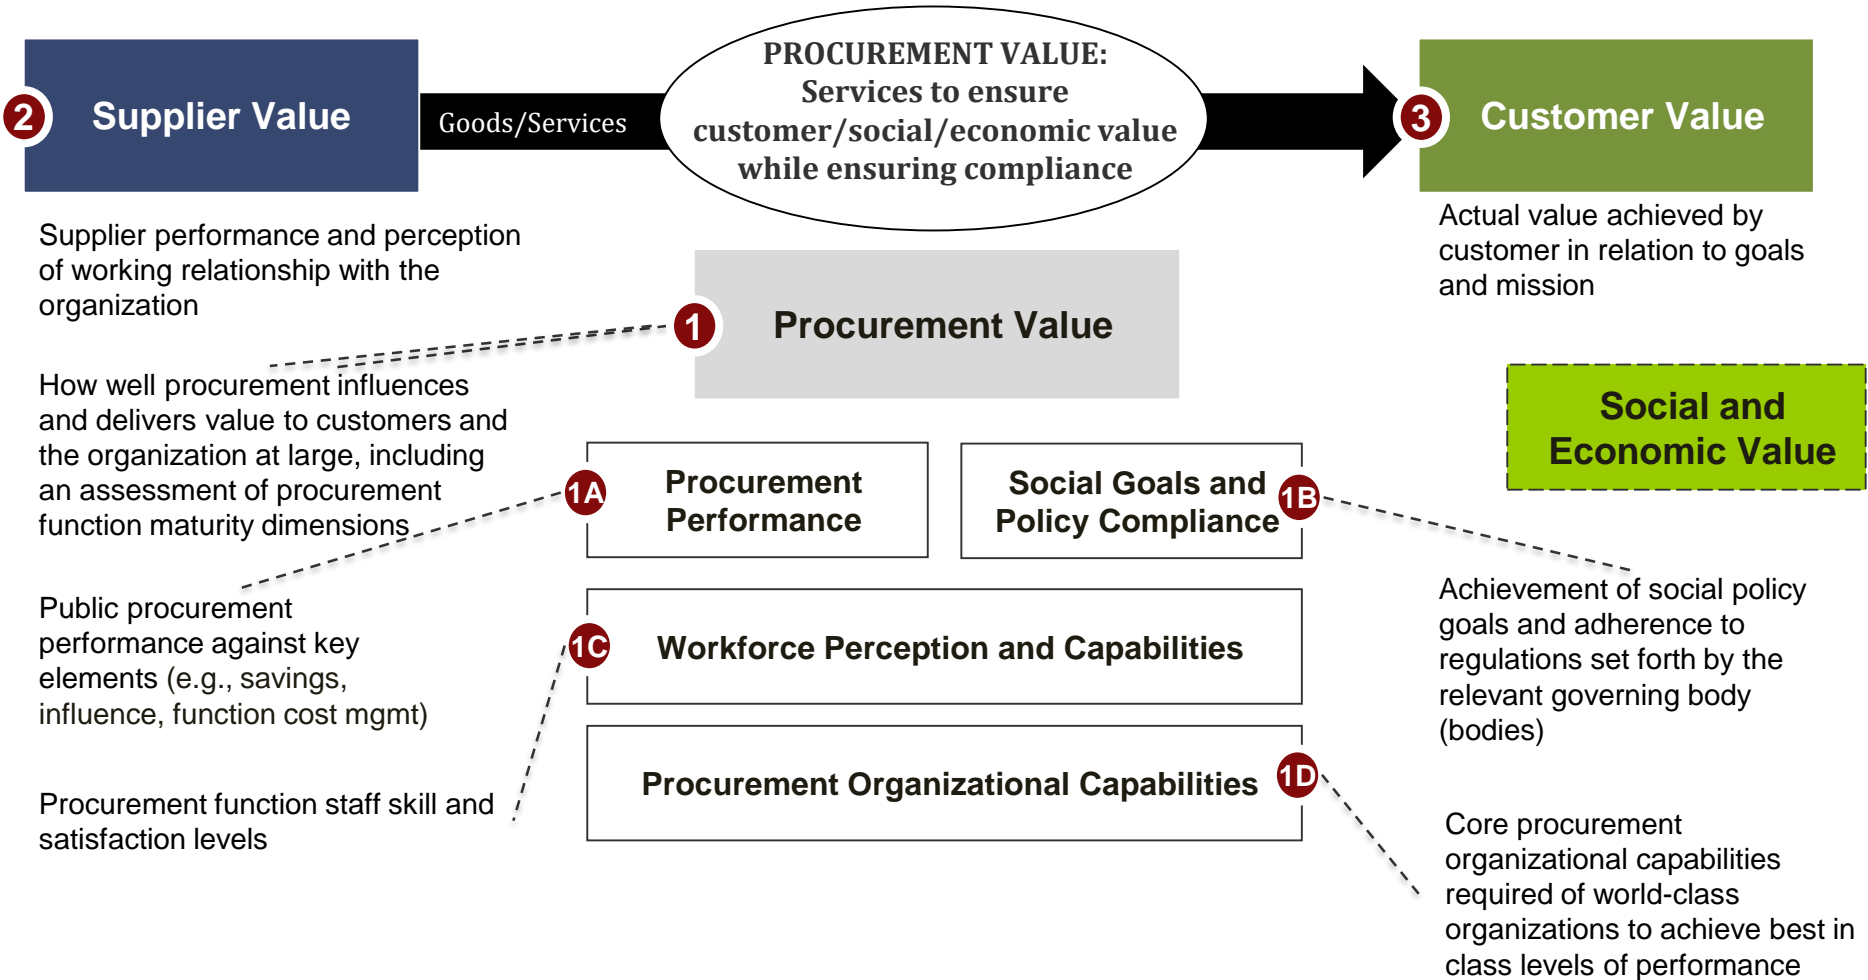 PROCUREMENT VALUE:
Services to ensure
customer/social/economic value
while ensuring compliance
2
Supplier Value
Goods/Services
3
Customer Value
Supplier performance and perception
of working relationship with the
organization
Actual value achieved by
customer in relation to goals
and mission
1
Procurement Value
How well procurement influences
and delivers value to customers and
the organization at large, including
an assessment of procurement
function maturity dimensions
Social and
Economic Value
1A
Procurement
Performance
Social Goals and
Policy Compliance
1B
Public procurement
performance against key
elements (e.g., savings,
influence, function cost mgmt)
1C
Workforce Perception and Capabilities
Achievement of social policy
goals and adherence to
regulations set forth by the
relevant governing body
(bodies)
Procurement Organizational Capabilities
1D
Procurement function staff skill and
satisfaction levels
Core procurement
organizational capabilities
required of world-class
organizations to achieve best in
class levels of performance